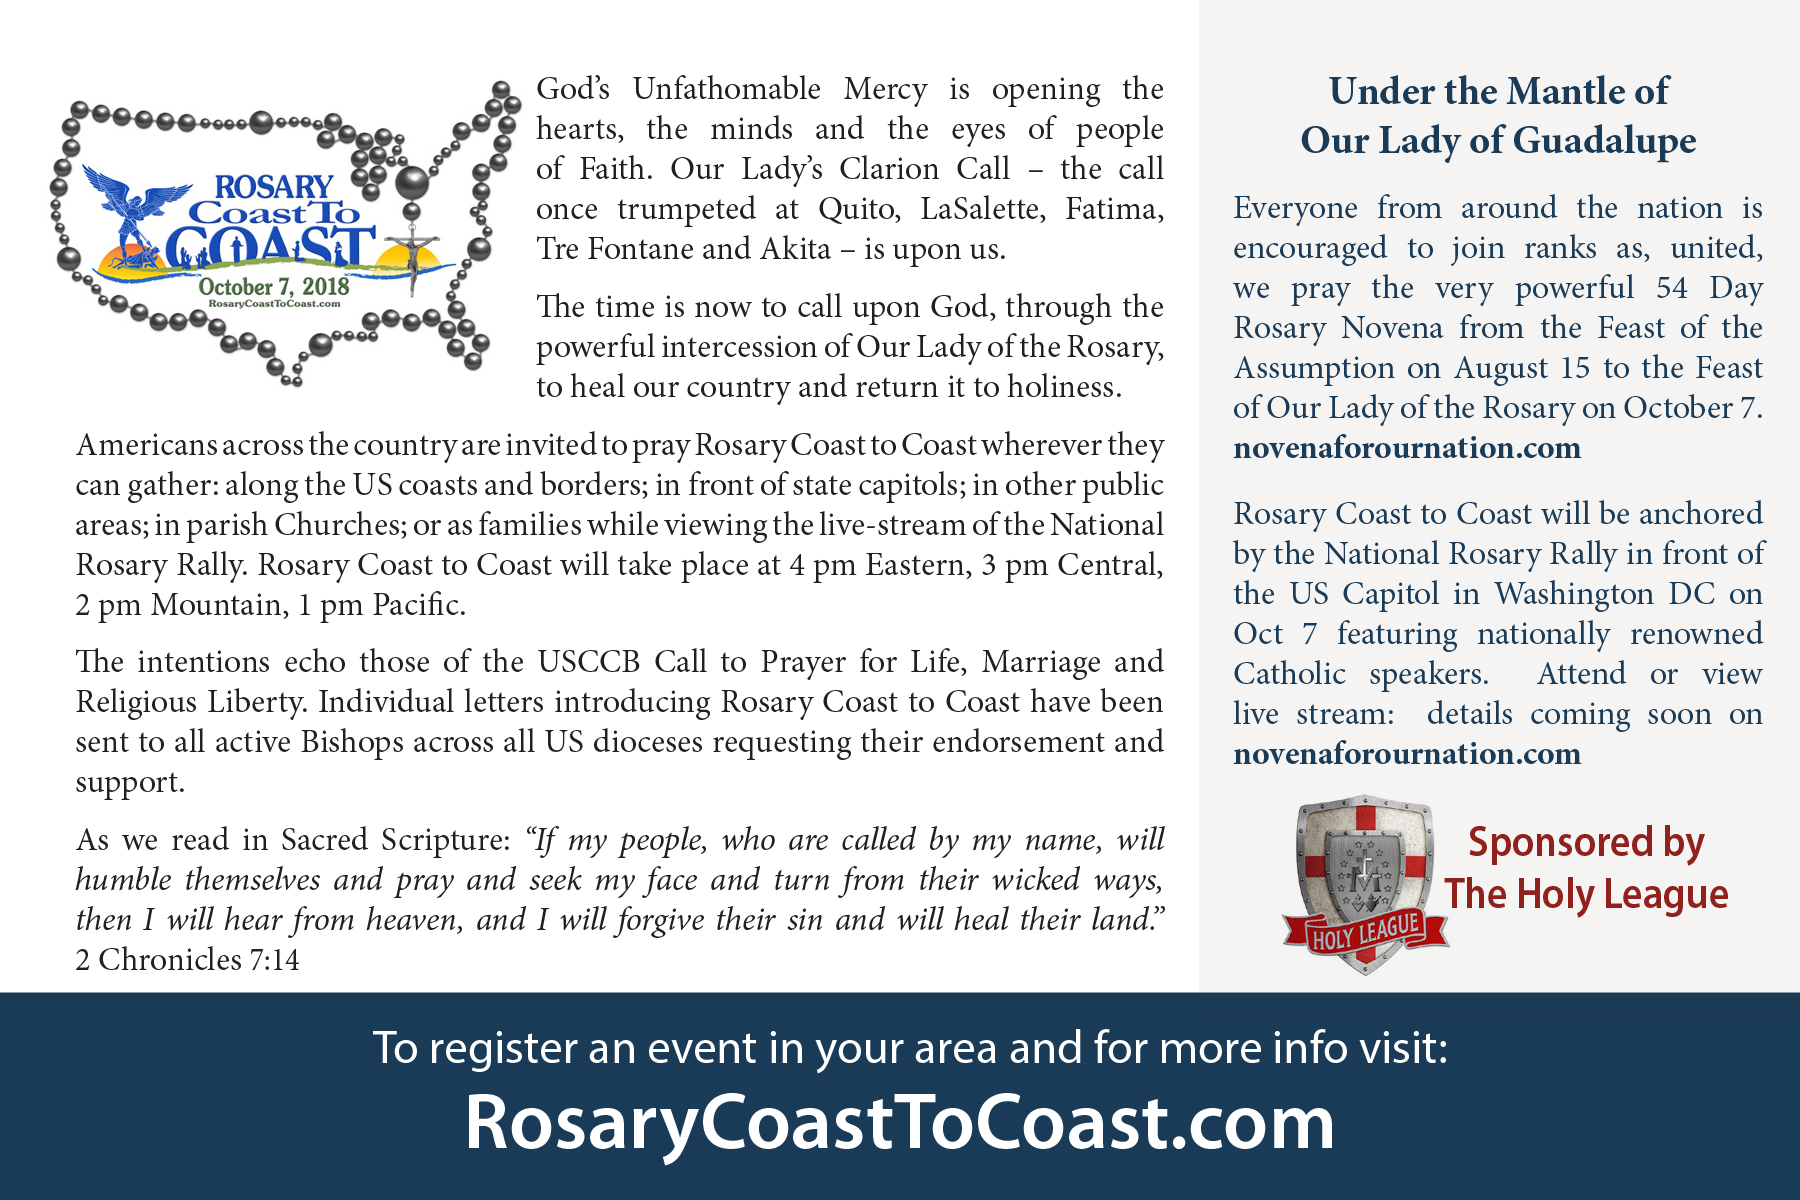 ROSARY
Coast To
COAST
October 7, 2018
RosaryCoastToCoast.com
God’s Unfathomable Mercy is opening the
hearts, the minds and the eyes of people
of Faith. Our Lady’s Clarion Call – the call
once trumpeted at Quito, LaSalette, Fatima,
Tre Fontane and Akita – is upon us.
The time is now to call upon God, through the
powerful intercession of Our Lady of the Rosary,
to heal our country and return it to holiness.
Americans across the country are invited to pray Rosary Coast to Coast wherever they
can gather: along the US coasts and borders; in front of state capitols; in other public
areas; in parish Churches; or as families while viewing the live-stream of the National
Rosary Rally. Rosary Coast to Coast will take place at 4 pm Eastern, 3 pm Central,
2 pm Mountain, 1 pm Pacific.
The intentions echo those of the USCCB Call to Prayer for Life, Marriage and
Religious Liberty. Individual letters introducing Rosary Coast to Coast have been
sent to all active Bishops across all US dioceses requesting their endorsement and
support.
As we read in Sacred Scripture: “If my people, who are called by my name, will
humble themselves and pray and seek my face and turn from their wicked ways,
then I will hear from heaven, and I will forgive their sin and will heal their land.”
2 Chronicles 7:14
Under the Mantle of
Our Lady of Guadalupe
Everyone from around the nation is
encouraged to join ranks as, united,
we pray the very powerful 54 Day
Rosary Novena from the Feast of the
Assumption on August 15 to the Feast
of Our Lady of the Rosary on October 7.
novenaforournation.com
Rosary Coast to Coast will be anchored
by the National Rosary Rally in front of
the US Capitol in Washington DC on
Oct 7 featuring nationally renowned
Catholic speakers. Attend or view
live stream: details coming soon on
novenaforournation.com
HOLY LEAGUE
Sponsored by
The Holy League
To register an event in your area and for more info visit:
RosaryCoastToCoast.com